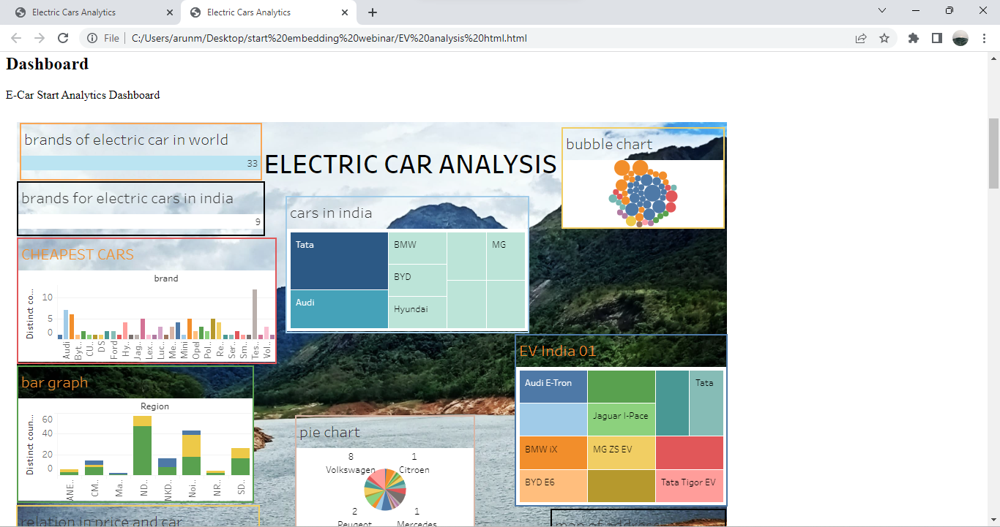 Electric Cars Analytics
Electric Cars Analytics
File
C:/Users/arunm/Desktop/start%20embedding%20webinar/EV%20analysis%20html.html
Dashboard
E-Car Start Analytics Dashboard
brands of electric car in world
33
ELECTRIC CAR ANALYSIS
bubble chart
brands for electric cars in india
9
cars in india
Tata
BMW
MG
BYD
Audi
Hyundai
CHEAPEST CARS
brand
Distinct co...
10
5
0
Audi
Byt..
CU..
DS
Ford
Hy..
Jag..
Lex..
Luc..
Me..
Mini
Opel
Pol..
Re..
Ser..
Sm..
Tes..
Vol..
EV India 01
Audi E-Tron
Tata
Jaguar I-Pace
BMW iX
MG ZS EV
BYD E6
Tata Tigor EV
bar graph
Region
Distinct coun...
60
40
20
0
ANE..
CM..
Ma..
ND..
NKO..
Noi..
NR..
SD..
pie chart
8
Volkswagen
1
Citroen
2
Peugeot
1
Mercedes
relation in price and car